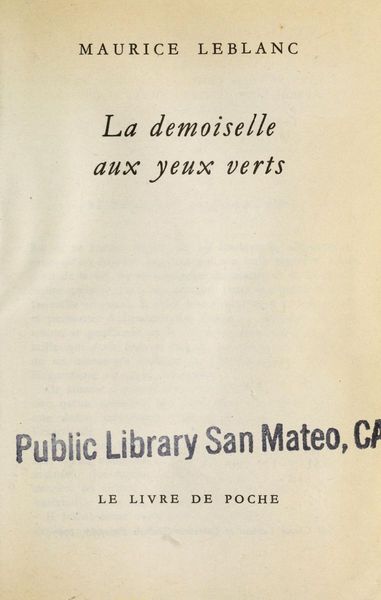 MAURICE LEBLANC
La demoiselle
aux yeux verts
Public Library San Mateo, CA
LE LIVRE DE POCHE